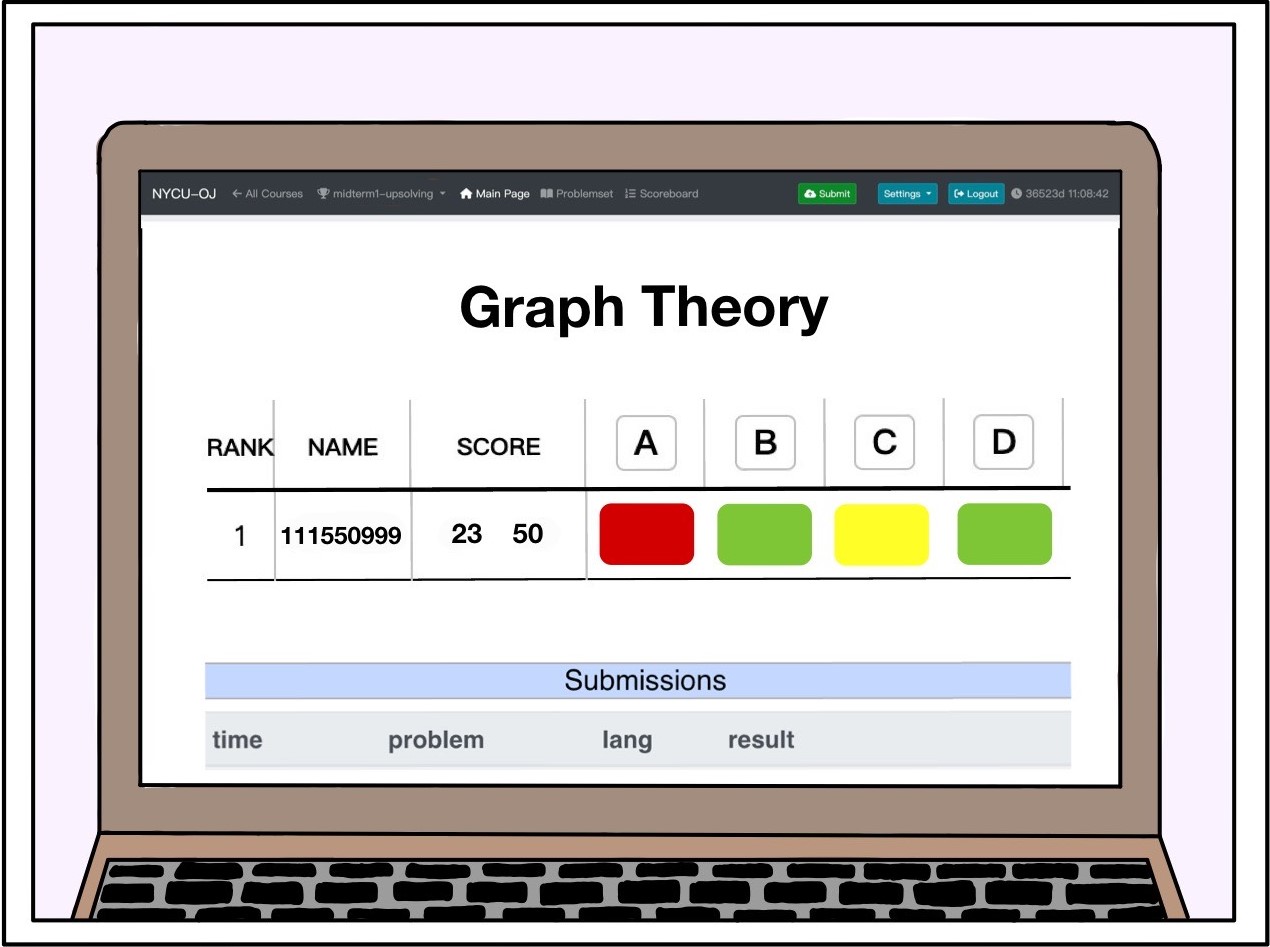 NYCU-OJ All Courses midterm1-upsolving Main Page Problemset Scoreboard Submit Settings Logout 36523d 11:08:42
Graph Theory
RANK NAME SCORE A B C D
1 111550999 23 50
Submissions
time problem lang result